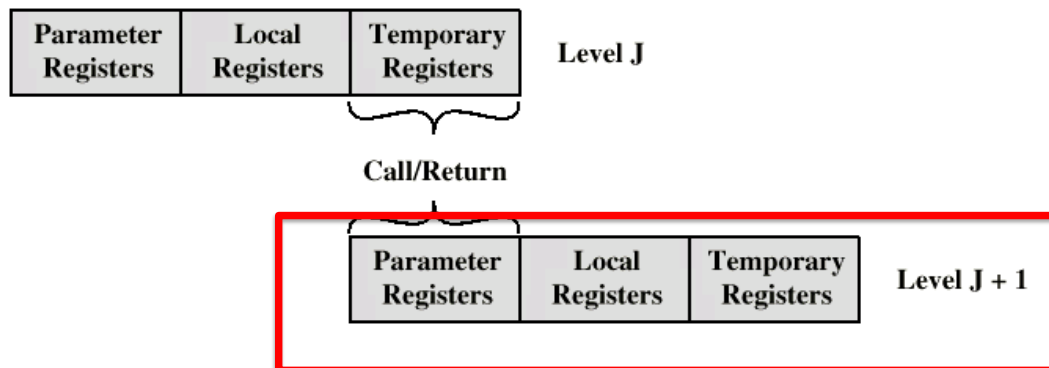 Parameter Local Temporary
Registers Registers Registers
Level J
Call/Return
Parameter Local Temporary
Registers Registers Registers
Level J + 1